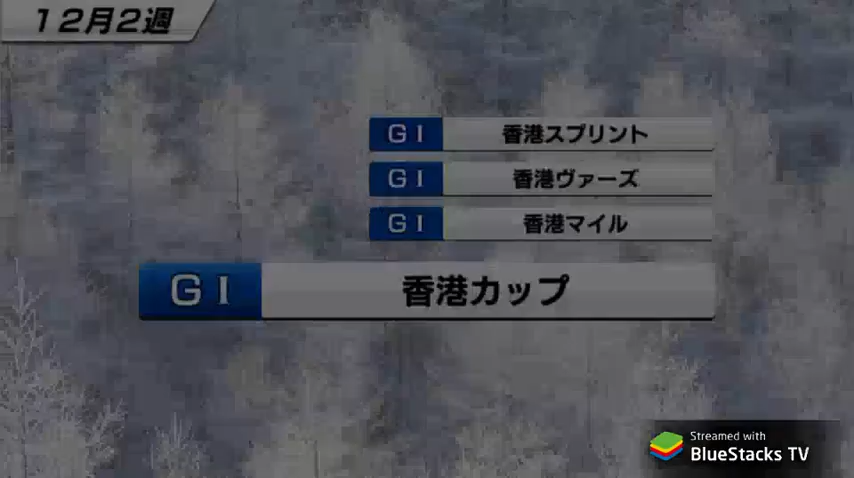 12月2週
GI 香港スプリント
GI 香港ヴァーズ
GI 香港マイル
GI 香港カップ
Streamed with
BlueStacks TV